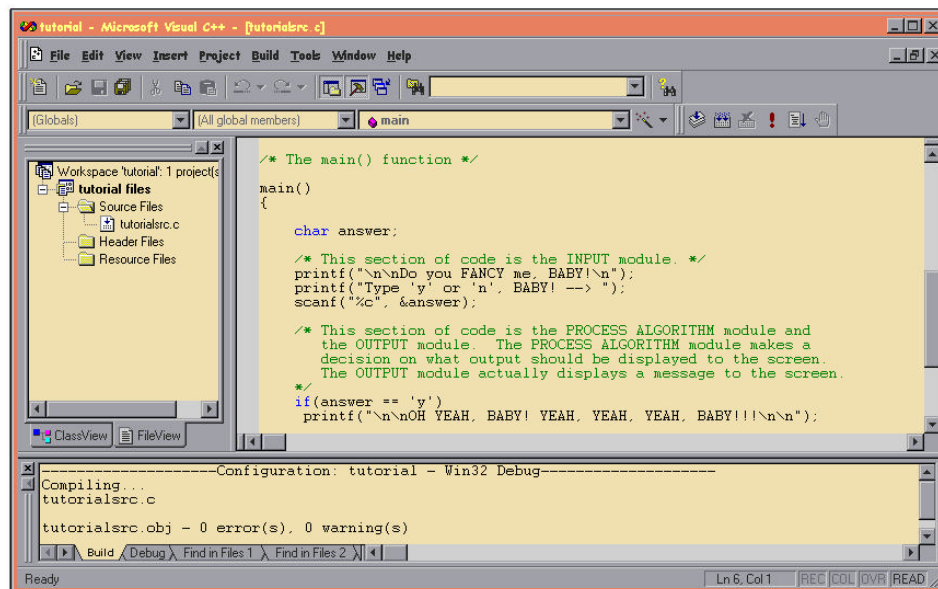 tutorial - Microsoft Visual C++ - [tutorialsrc.c]
File Edit View Insert Project Build Tools Window Help
(Globals) (All global members) main
Workspace 'tutorial': 1 project(s
tutorial files
Source Files
tutorialsrc.c
Header Files
Resource Files
ClassView FileView
/* The main() function */
main()
{
char answer;
/* This section of code is the INPUT module. */
printf("\n\nDo you FANCY me, BABY!\n");
printf("Type 'y' or 'n', BABY! --> ");
scanf("%c", &answer);
/* This section of code is the PROCESS ALGORITHM module and
the OUTPUT module.  The PROCESS ALGORITHM module makes a
decision on what output should be displayed to the screen.
The OUTPUT module actually displays a message to the screen.
*/
if(answer == 'y')
printf("\n\nOH YEAH, BABY! YEAH, YEAH, YEAH, BABY!!!\n\n");
--------------------Configuration: tutorial - Win32 Debug--------------------
Compiling...
tutorialsrc.c
tutorialsrc.obj - 0 error(s), 0 warning(s)
Build Debug Find in Files 1 Find in Files 2
Ready Ln 6, Col 1 REC COL OVR READ